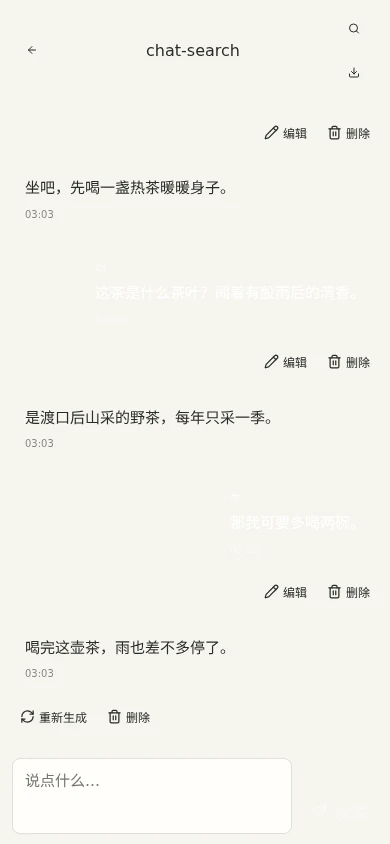 chat-search
编辑 删除
坐吧，先喝一盏热茶暖暖身子。
03:03
这茶是什么茶叶？闻着有股雨后的清香。
编辑 删除
是渡口后山采的野茶，每年只采一季。
03:03
那我可要多喝两碗。
编辑 删除
喝完这壶茶，雨也差不多停了。
03:03
重新生成 删除
说点什么...